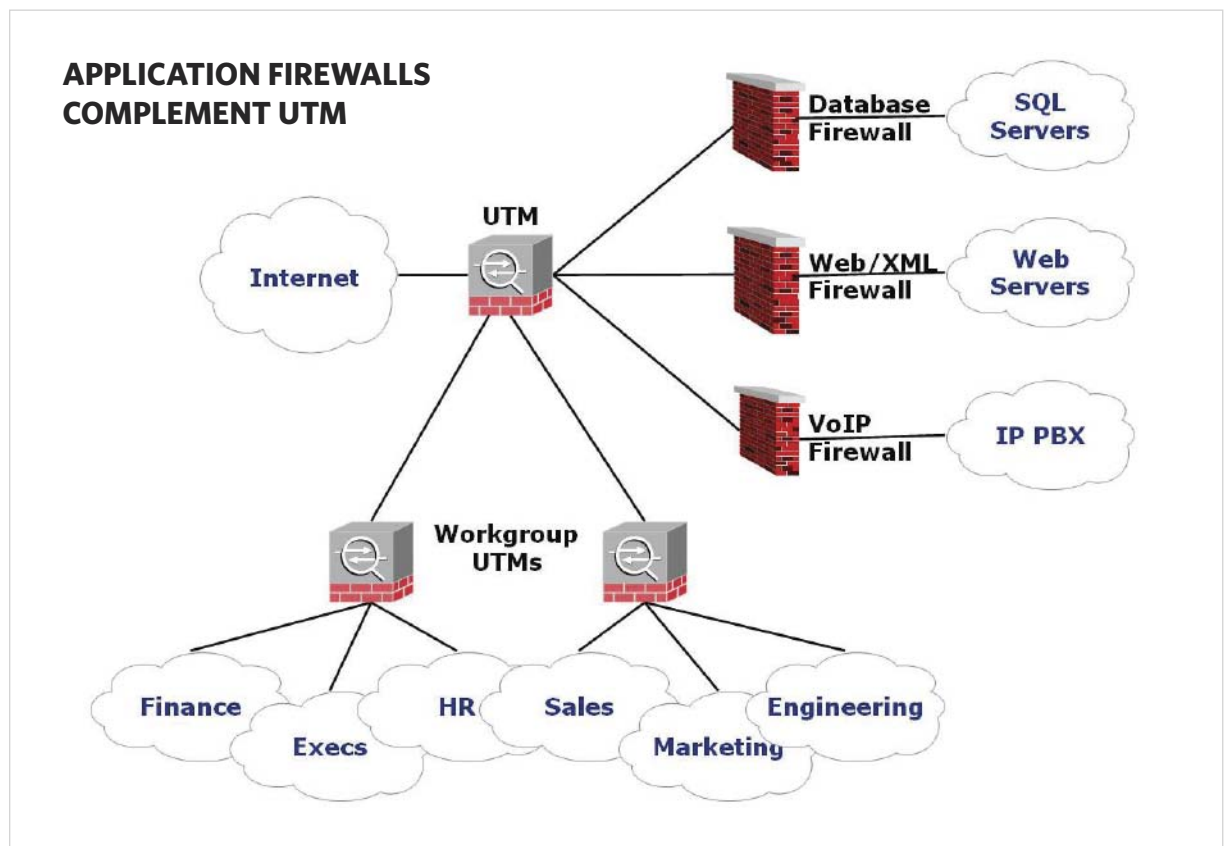 APPLICATION FIREWALLS
COMPLEMENT UTM
Database
Firewall
SQL
Servers
UTM
Internet
Web/XML
Firewall
Web
Servers
VoIP
Firewall
IP PBX
Workgroup
UTMs
Finance
Execs
HR
Sales
Marketing
Engineering